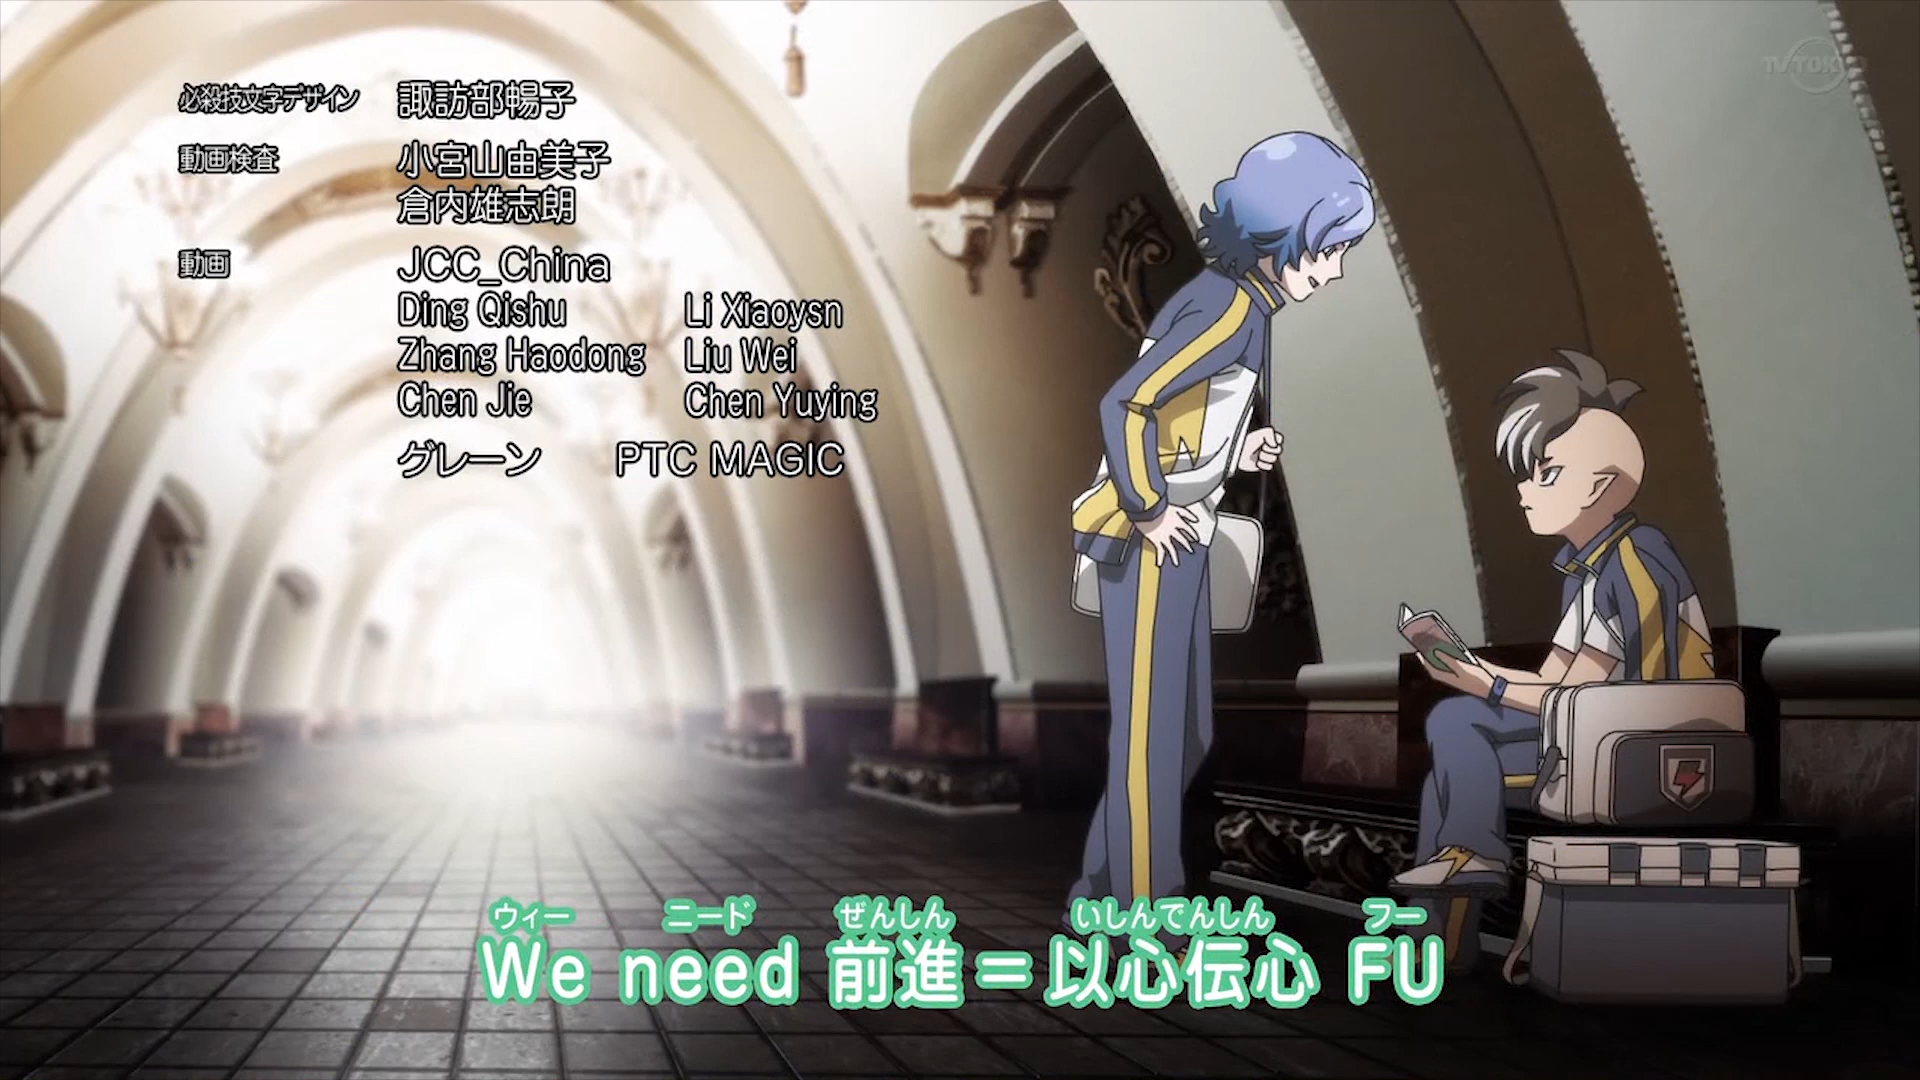 必殺技文字デザイン 諏訪部暢子
動画検査 小宮山由美子
倉内雄志朗
動画 JCC_China
Ding Qishu Li Xiaoysn
Zhang Haodong Liu Wei
Chen Jie Chen Yuying
グレーン PTC MAGIC
ウィー ニード ぜんしん いしんでんしん フー
We need 前進＝以心伝心 FU